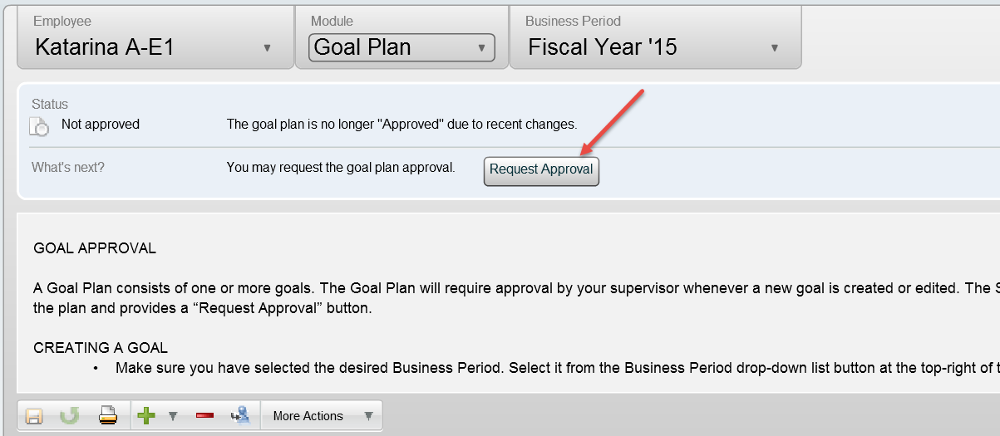 Employee
Katarina A-E1
Module
Goal Plan
Business Period
Fiscal Year '15
Status
Not approved The goal plan is no longer "Approved" due to recent changes.
What's next? You may request the goal plan approval. Request Approval
GOAL APPROVAL
A Goal Plan consists of one or more goals. The Goal Plan will require approval by your supervisor whenever a new goal is created or edited. The S
the plan and provides a “Request Approval” button.
CREATING A GOAL
• Make sure you have selected the desired Business Period. Select it from the Business Period drop-down list button at the top-right of t
More Actions